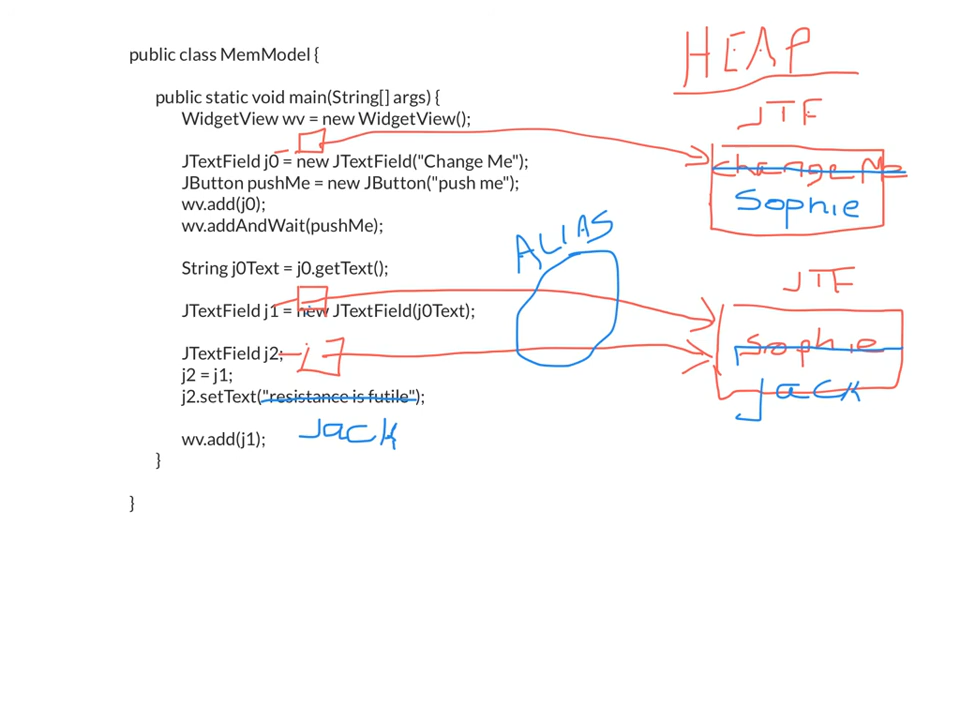 public class MemModel {
HEAP
public static void main(String[] args) {
WidgetView wv = new WidgetView();
JTF
JTextField j0 = new JTextField("Change Me");
change Me
JButton pushMe = new JButton("push me");
wv.add(j0);
Sophie
wv.addAndWait(pushMe);
ALIAS
String j0Text = j0.getText();
JTF
JTextField j1 = new JTextField(j0Text);
Sophie
JTextField j2;
j2 = j1;
j2.setText("resistance is futile");
Jack
Jack
wv.add(j1);
}
}